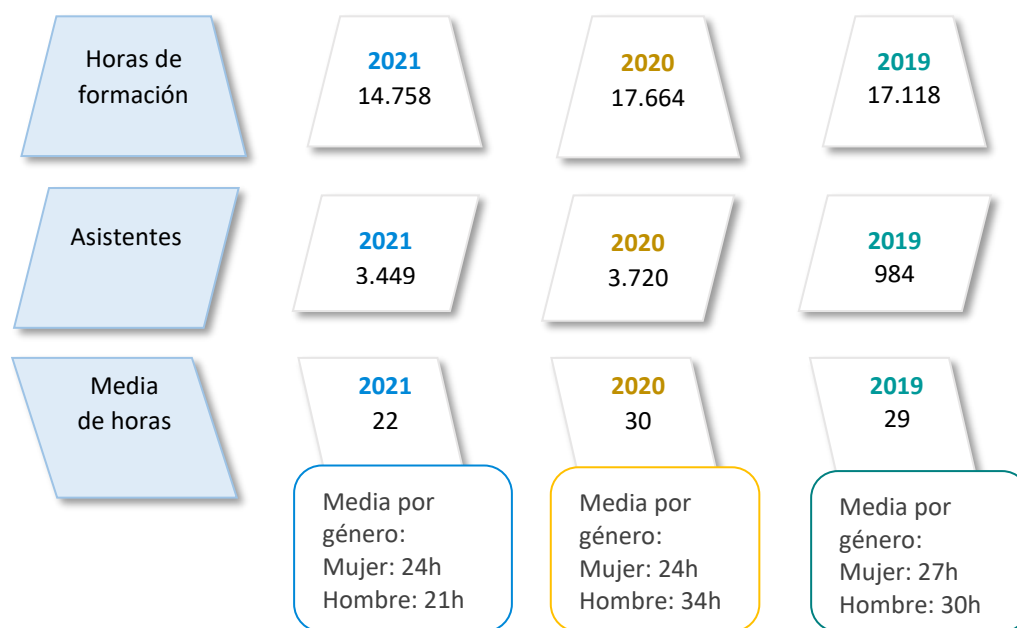 Horas de
formación
2021
14.758
2020
17.664
2019
17.118
Asistentes
2021
3.449
2020
3.720
2019
984
Media
de horas
2021
22
2020
30
2019
29
Media por
género:
Mujer: 24h
Hombre: 21h
Media por
género:
Mujer: 24h
Hombre: 34h
Media por
género:
Mujer: 27h
Hombre: 30h